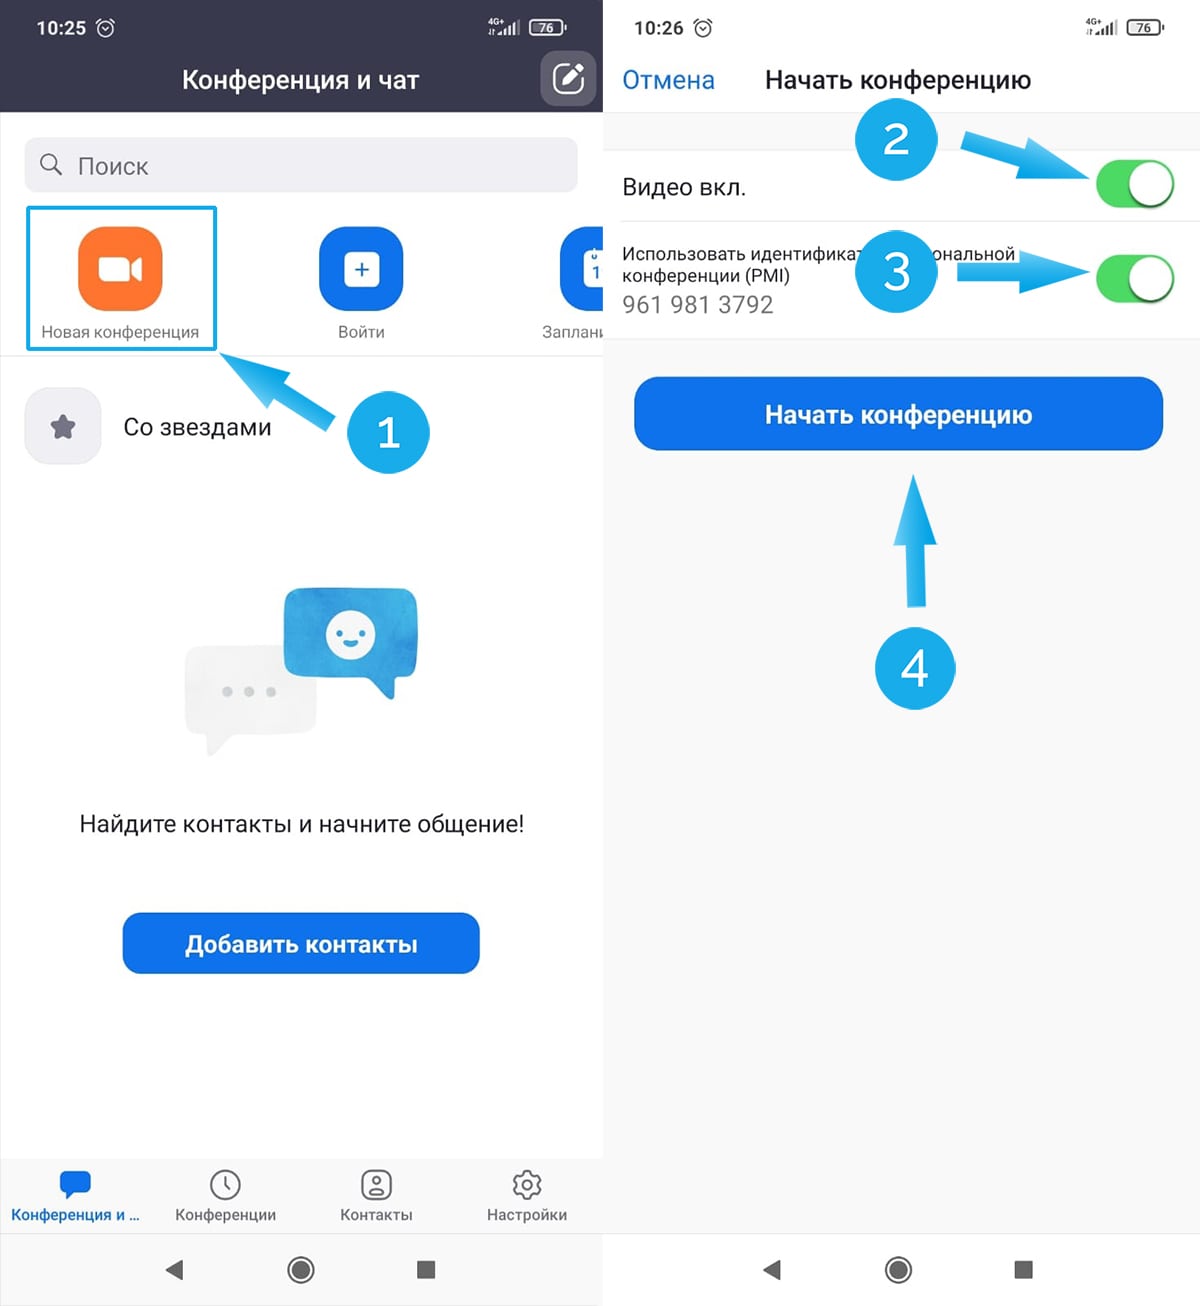 10:25
4G+
76
Конференция и чат
Поиск
Новая конференция
Войти
1
Заплани
Со звездами
1
Найдите контакты и начните общение!
Добавить контакты
Конференция и ...
Конференции
Контакты
Настройки
10:26
4G+
76
Отмена
Начать конференцию
2
Видео вкл.
Использовать идентифика
ональной
3
конференции (PMI)
961 981 3792
Начать конференцию
4